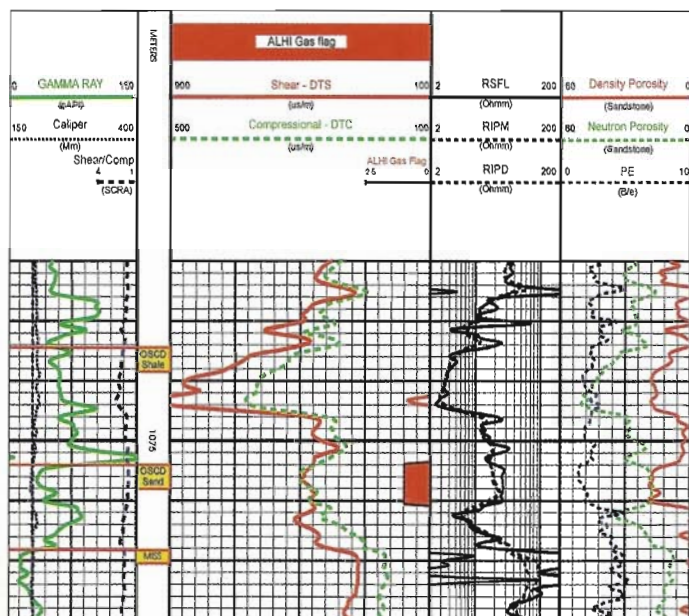 ALHI Gas flag
METERS
0 GAMMA RAY 150
(gAPI)
150 Caliper 400
(Mm)
Shear/Comp
4 1
(SCRA)
900 Shear - DTS 100
(us/m)
500 Compressional - DTC 100
(us/m)
ALHI Gas Flag
25 0
2 RSFL 200
(Ohmm)
2 RIPM 200
(Ohmm)
2 RIPD 200
(Ohmm)
60 Density Porosity 0
(Sandstone)
60 Neutron Porosity 0
(Sandstone)
0 PE 10
(B/e)
OSCD
Shale
1075
OSCD
Sand
MSS